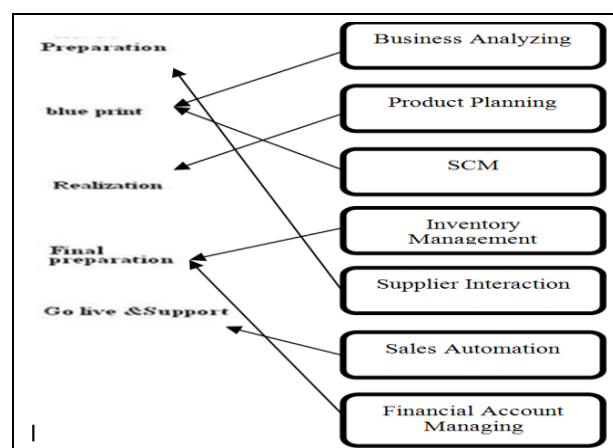 Preparation
blue print
Realization
Final
preparation
Go live &Support
Business Analyzing
Product Planning
SCM
Inventory
Management
Supplier Interaction
Sales Automation
Financial Account
Managing